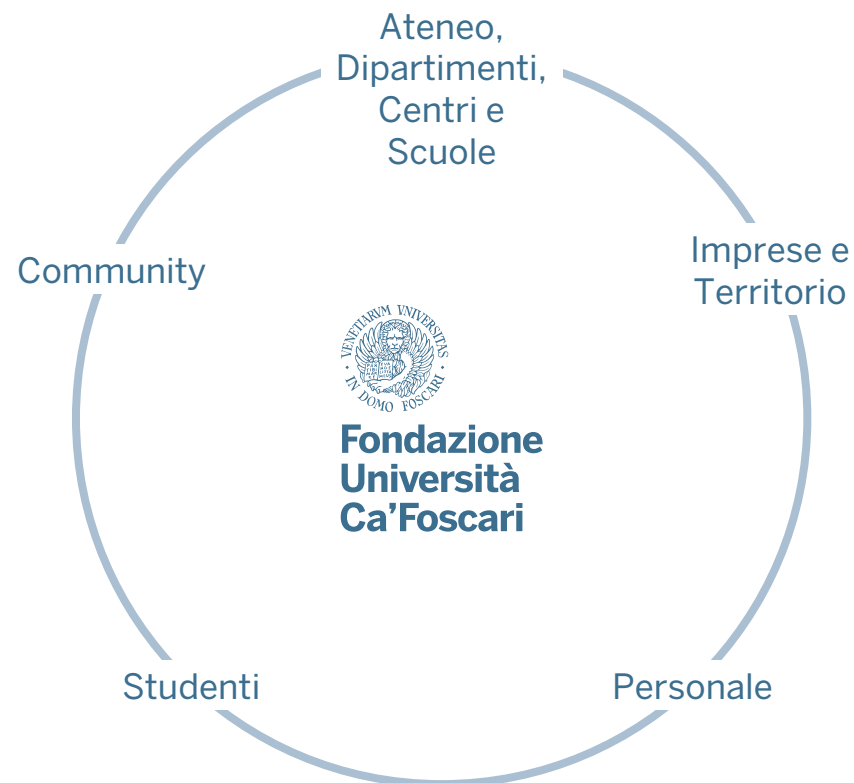 Ateneo,
Dipartimenti,
Centri e
Scuole
Imprese e
Territorio
Community
VENETIARVM VNIVERSITAS
· IN DOMO FOSCARI ·
Fondazione
Università
Ca’Foscari
Studenti
Personale